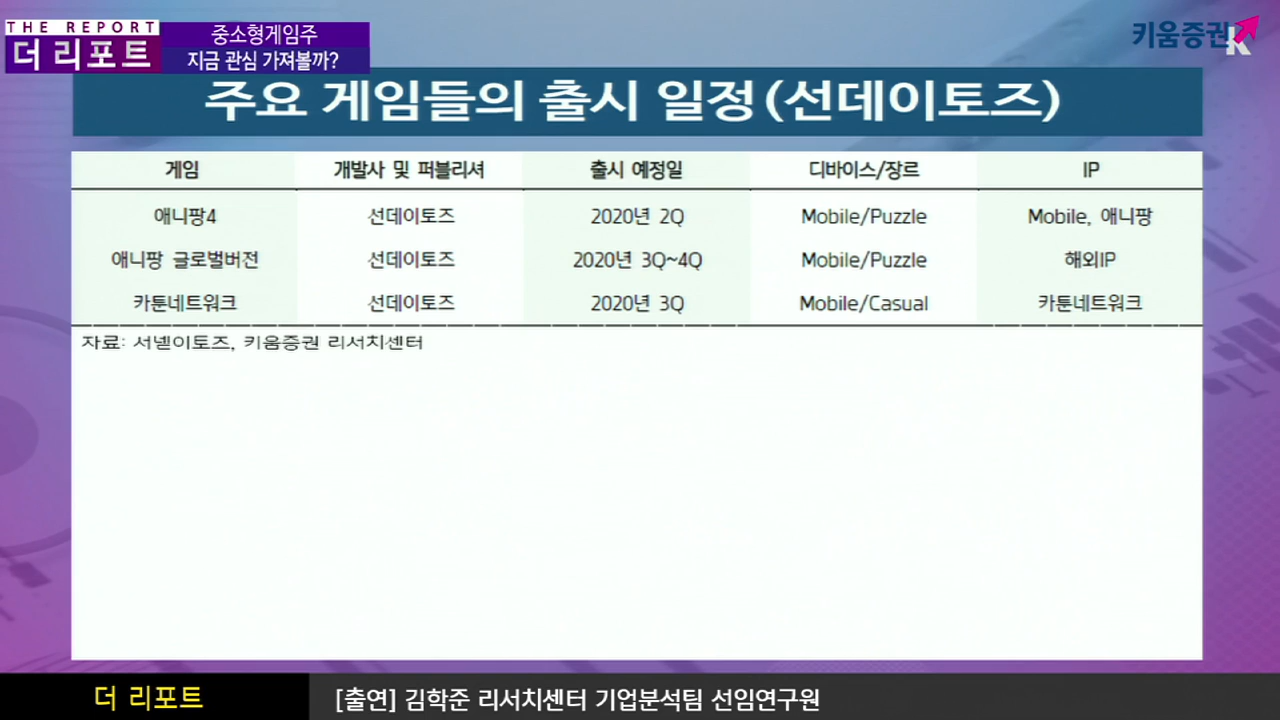 THE REPORT
더 리포트
중소형게임주
지금 관심 가져볼까?
키움증권
주요 게임들의 출시 일정(선데이토즈)
게임 개발사 및 퍼블리셔 출시 예정일 디바이스/장르 IP
애니팡4 선데이토즈 2020년 2Q Mobile/Puzzle Mobile, 애니팡
애니팡 글로벌버전 선데이토즈 2020년 3Q~4Q Mobile/Puzzle 해외IP
카툰네트워크 선데이토즈 2020년 3Q Mobile/Casual 카툰네트워크
자료: 서넫이토즈, 키움증권 리서치센터
더 리포트
[출연] 김학준 리서치센터 기업분석팀 선임연구원